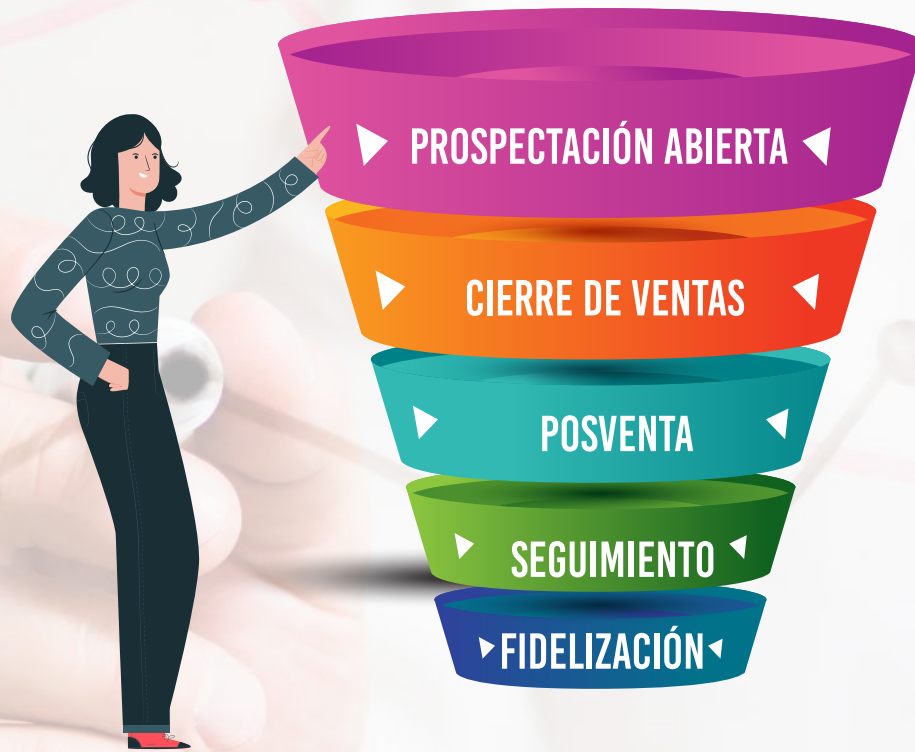 PROSPECTACIÓN ABIERTA
CIERRE DE VENTAS
POSVENTA
SEGUIMIENTO
FIDELIZACIÓN